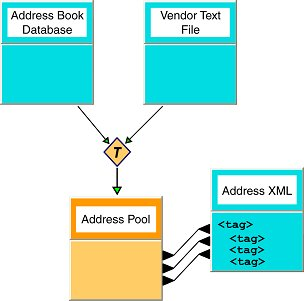 Address Book
Database
Vendor Text
File
T
Address Pool
Address XML
<tag>
<tag>
<tag>
<tag>